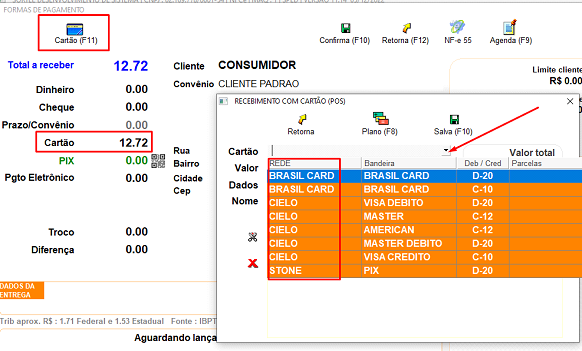 FORMAS DE PAGAMENTO
Cartão (F11)
Confirma (F10)
Retorna (F12)
NF-e 55
Agenda (F9)
Total a receber 12.72
Cliente CONSUMIDOR
Limite cliente
R$ 0.00
Convênio CLIENTE PADRAO
Dinheiro 0.00
Cheque 0.00
Prazo/Convênio 0.00
Cartão 12.72
PIX 0.00
Pgto Eletrônico 0.00
Rua
Bairro
Cidade
Cep
Troco 0.00
Diferença 0.00
DADOS DA
ENTREGA
Trib aprox. R$ : 1.71 Federal e 1.53 Estadual Fonte : IBPT
Aguardando lança
RECEBIMENTO COM CARTÃO (POS)
Retorna
Plano (F8)
Salva (F10)
Cartão
Valor total
Valor
Dados
Nome
REDE Bandeira Deb / Cred Parcelas
BRASIL CARD BRASIL CARD D-20
BRASIL CARD BRASIL CARD C-10
CIELO VISA DEBITO D-20
CIELO MASTER C-12
CIELO AMERICAN C-12
CIELO MASTER DEBITO D-20
CIELO VISA CREDITO C-10
STONE PIX D-20